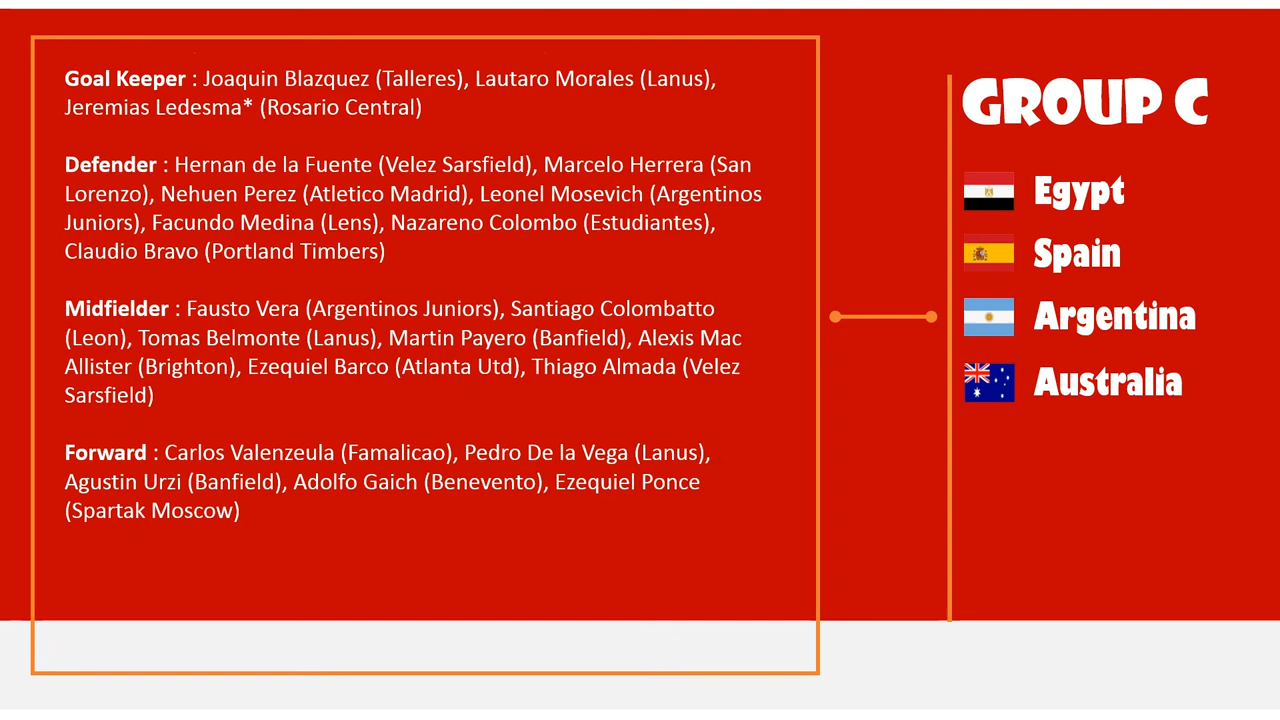 Goal Keeper : Joaquin Blazquez (Talleres), Lautaro Morales (Lanus),
Jeremias Ledesma* (Rosario Central)
Defender : Hernan de la Fuente (Velez Sarsfield), Marcelo Herrera (San
Lorenzo), Nehuen Perez (Atletico Madrid), Leonel Mosevich (Argentinos
Juniors), Facundo Medina (Lens), Nazareno Colombo (Estudiantes),
Claudio Bravo (Portland Timbers)
Midfielder : Fausto Vera (Argentinos Juniors), Santiago Colombatto
(Leon), Tomas Belmonte (Lanus), Martin Payero (Banfield), Alexis Mac
Allister (Brighton), Ezequiel Barco (Atlanta Utd), Thiago Almada (Velez
Sarsfield)
Forward : Carlos Valenzeula (Famalicao), Pedro De la Vega (Lanus),
Agustin Urzi (Banfield), Adolfo Gaich (Benevento), Ezequiel Ponce
(Spartak Moscow)
GROUP C
Egypt
Spain
Argentina
Australia